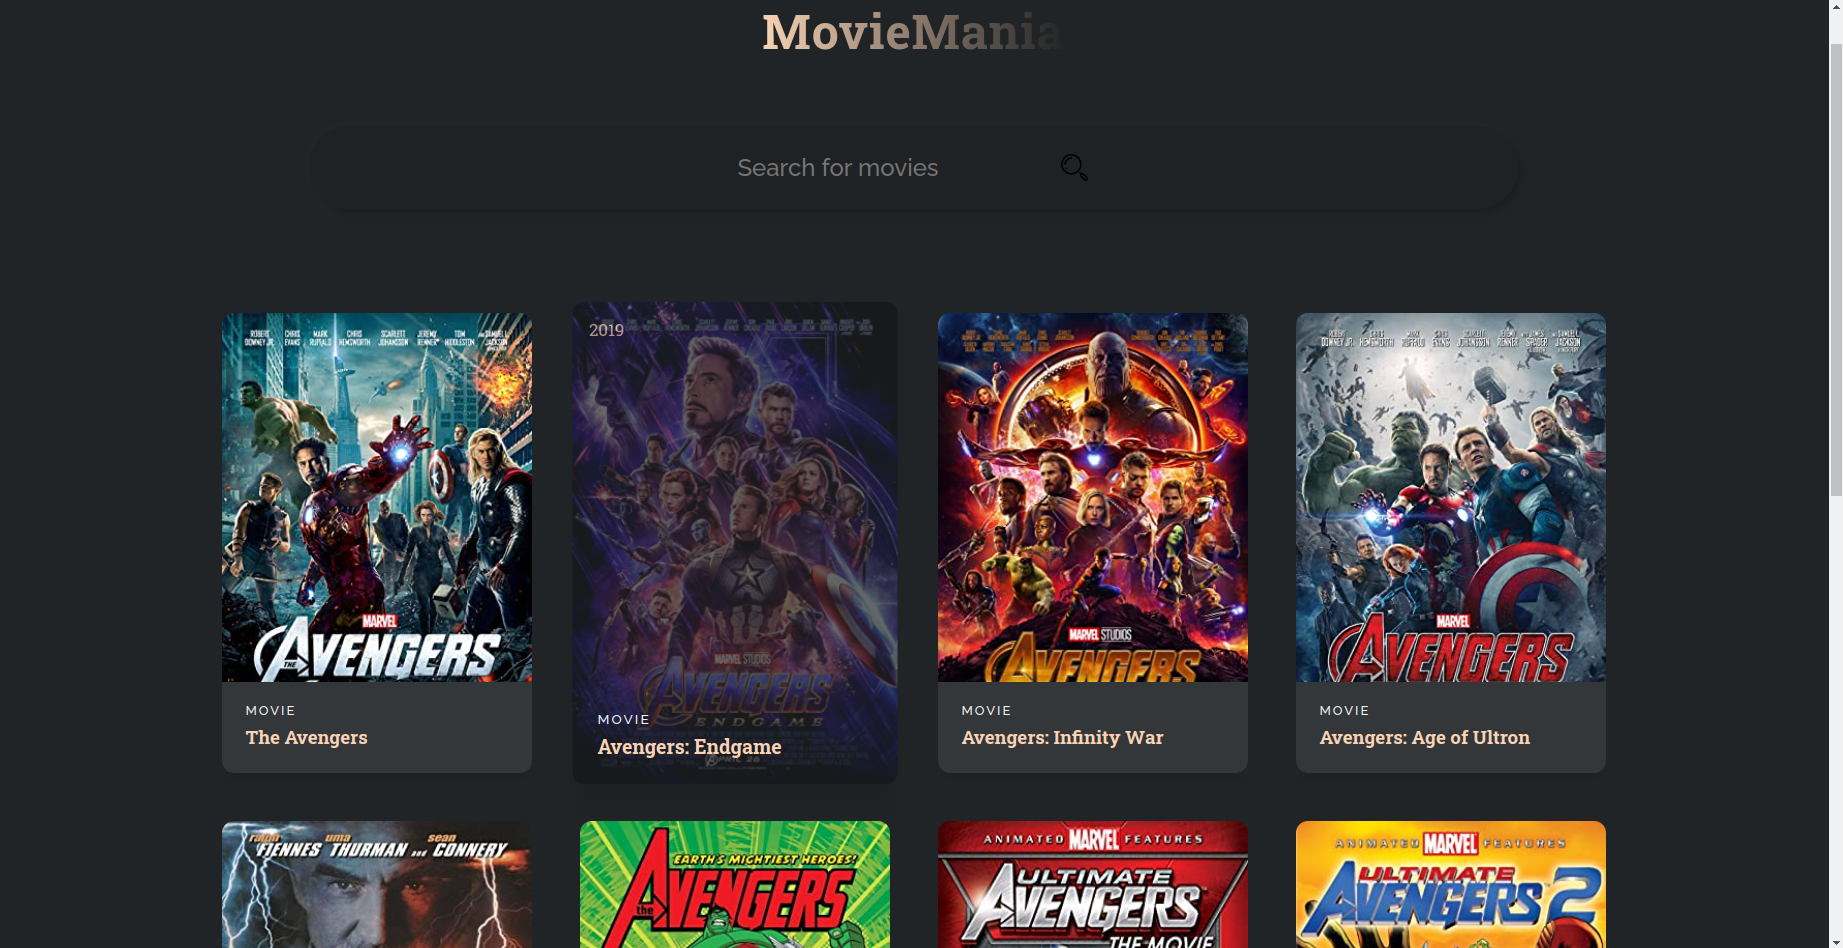 MovieMania
Search for movies
ROBERT DOWNEY JR. CHRIS EVANS MARK RUFFALO CHRIS HEMSWORTH SCARLETT JOHANSSON JEREMY RENNER TOM HIDDLESTON AND SAMUEL L. JACKSON
MARVEL
THE AVENGERS
MOVIE
The Avengers
2019
MARVEL STUDIOS
AVENGERS
ENDGAME
APRIL 26
MOVIE
Avengers: Endgame
MARVEL STUDIOS
AVENGERS
MOVIE
Avengers: Infinity War
ROBERT DOWNEY JR. CHRIS HEMSWORTH MARK RUFFALO CHRIS EVANS SCARLETT JOHANSSON JEREMY RENNER JAMES SPADER SAMUEL L. JACKSON
MARVEL
AVENGERS
MOVIE
Avengers: Age of Ultron
ralph FIENNES uma THURMAN ... sean CONNERY
EARTH'S MIGHTIEST HEROES!
the AVENGERS
ANIMATED MARVEL FEATURES
ULTIMATE
AVENGERS
THE MOVIE
ANIMATED MARVEL FEATURES
ULTIMATE
AVENGERS 2